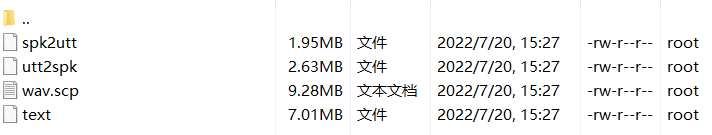 ..
spk2utt 1.95MB 文件 2022/7/20, 15:27 -rw-r--r-- root
utt2spk 2.63MB 文件 2022/7/20, 15:27 -rw-r--r-- root
wav.scp 9.28MB 文本文档 2022/7/20, 15:27 -rw-r--r-- root
text 7.01MB 文件 2022/7/20, 15:27 -rw-r--r-- root